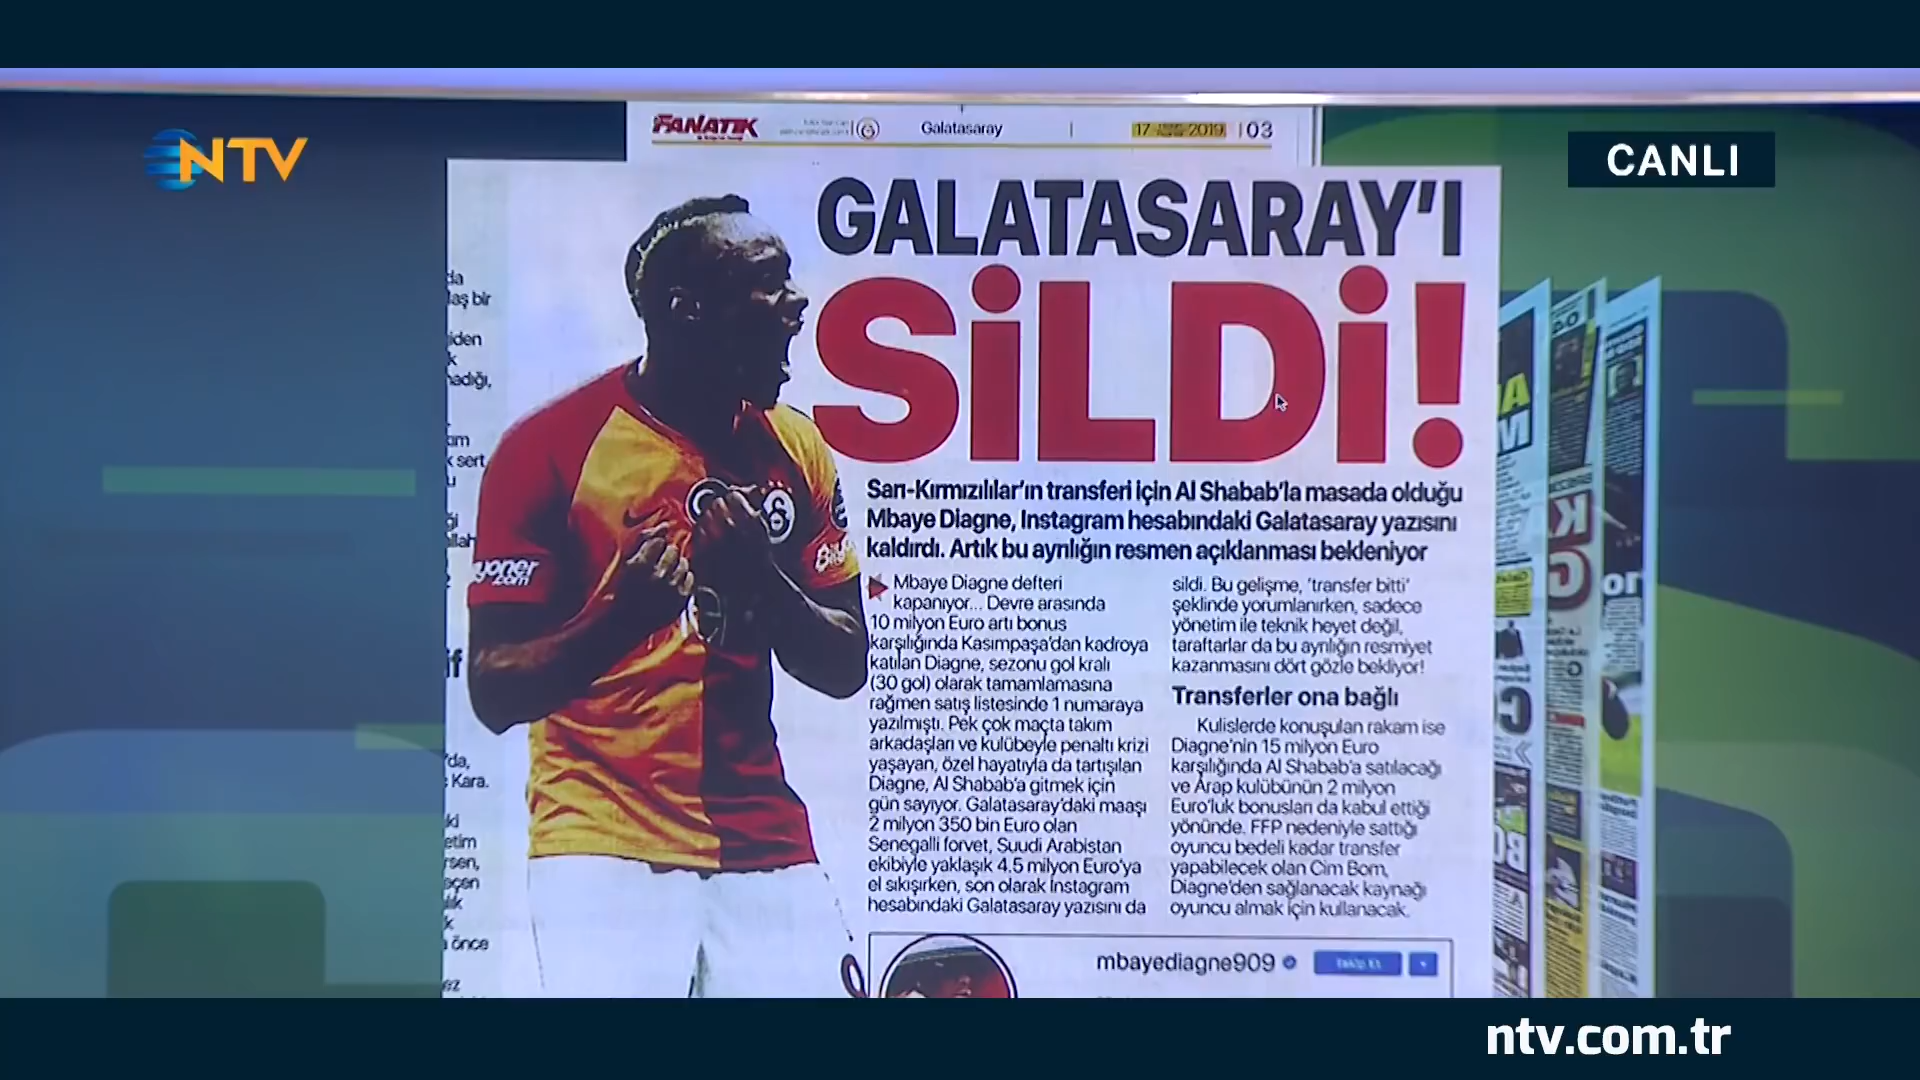 NTV
CANLI
FANATİK
Galatasaray
17
2019
03
GALATASARAY'I
SİLDİ!
Sarı-Kırmızılılar'ın transferi için Al Shabab'la masada olduğu
Mbaye Diagne, Instagram hesabındaki Galatasaray yazısını
kaldırdı. Artık bu ayrılığın resmen açıklanması bekleniyor
Mbaye Diagne defteri
kapanıyor... Devre arasında
10 milyon Euro artı bonus
karşılığında Kasımpaşa'dan kadroya
katılan Diagne, sezonu gol kralı
(30 gol) olarak tamamlamasına
rağmen satış listesinde 1 numaraya
yazılmıştı. Pek çok maçta takım
arkadaşları ve kulübeyle penaltı krizi
yaşayan, özel hayatıyla da tartışılan
Diagne, Al Shabab'a gitmek için
gün sayıyor. Galatasaray'daki maaşı
2 milyon 350 bin Euro olan
Senegalli forvet, Suudi Arabistan
ekibiyle yaklaşık 4.5 milyon Euro'ya
el sıkışırken, son olarak Instagram
hesabındaki Galatasaray yazısını da
sildi. Bu gelişme, 'transfer bitti'
şeklinde yorumlanırken, sadece
yönetim ile teknik heyet değil,
taraftarlar da bu ayrılığın resmiyet
kazanmasını dört gözle bekliyor!
Transferler ona bağlı
Kulislerde konuşulan rakam ise
Diagne'nin 15 milyon Euro
karşılığında Al Shabab'a satılacağı
ve Arap kulübünün 2 milyon
Euro'luk bonusları da kabul ettiği
yönünde. FFP nedeniyle sattığı
oyuncu bedeli kadar transfer
yapabilecek olan Cim Bom,
Diagne'den sağlanacak kaynağı
oyuncu almak için kullanacak.
mbayediagne909
Takip Et
ntv.com.tr